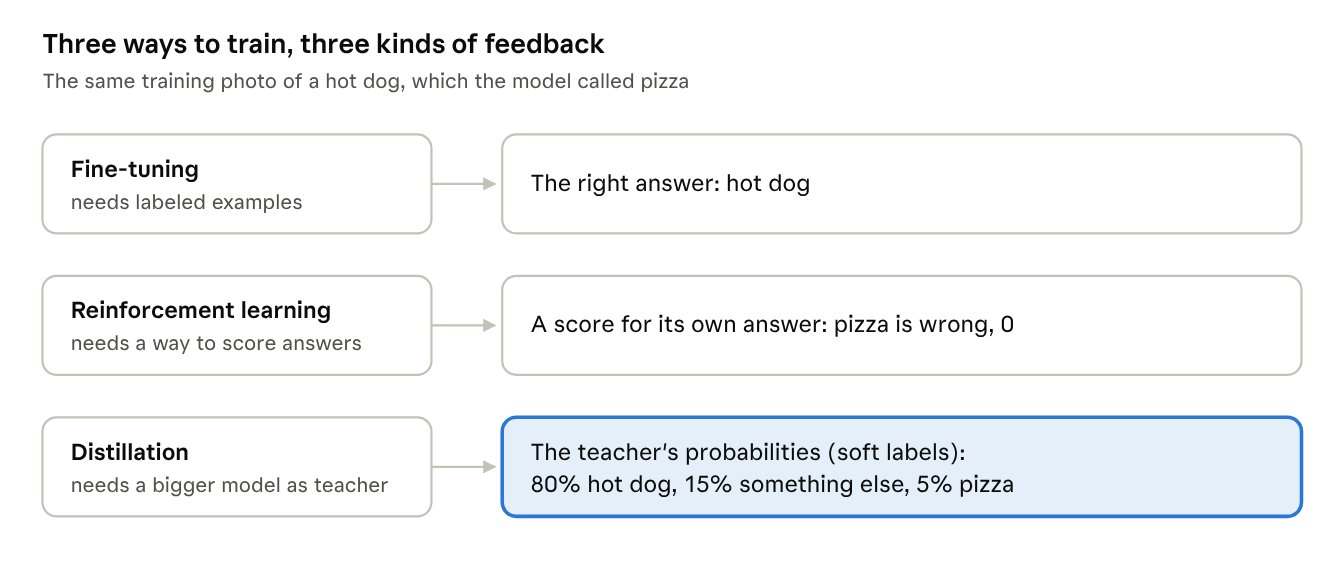 Three ways to train, three kinds of feedback
The same training photo of a hot dog, which the model called pizza
Fine-tuning
needs labeled examples
The right answer: hot dog
Reinforcement learning
needs a way to score answers
A score for its own answer: pizza is wrong, 0
Distillation
needs a bigger model as teacher
The teacher's probabilities (soft labels):
80% hot dog, 15% something else, 5% pizza